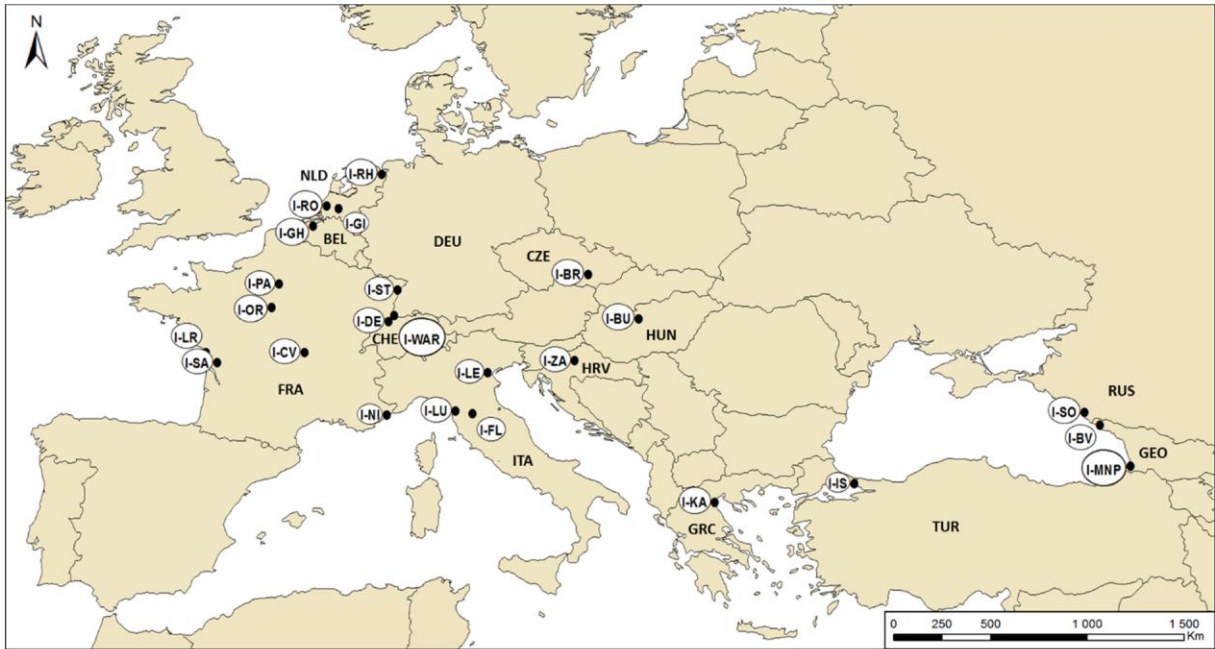 N
NLD
I-RH
I-RO
I-GI
I-GH
BEL
DEU
CZE
I-BR
I-PA
I-ST
I-OR
I-DE
I-BU
HUN
CHE
I-WAR
I-LR
I-SA
I-CV
I-ZA
HRV
I-LE
FRA
RUS
I-NI
I-LU
I-FL
I-SO
I-BV
GEO
ITA
I-MNP
I-IS
I-KA
GRC
TUR
0 250 500 1 000 1 500
Km